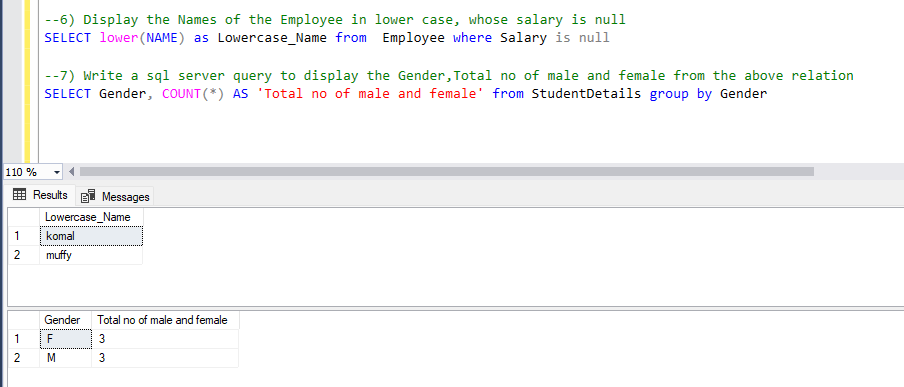 --6) Display the Names of the Employee in lower case, whose salary is null
SELECT lower(NAME) as Lowercase_Name from  Employee where Salary is null
--7) Write a sql server query to display the Gender,Total no of male and female from the above relation
SELECT Gender, COUNT(*) AS 'Total no of male and female' from StudentDetails group by Gender
110 %
Results Messages
Lowercase_Name
1 komal
2 muffy
Gender Total no of male and female
1 F 3
2 M 3